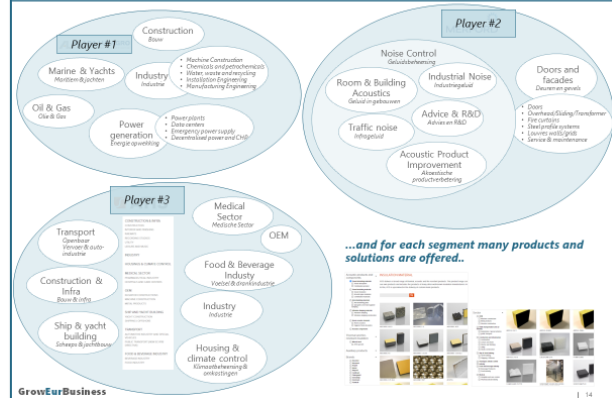 Player #1
Construction
Bouw
Marine & Yachts
Maritiem & jachten
Industry
Industrie
• Machine Construction
• Chemicals and petrochemicals
• Water, waste and recycling
• Installation Engineering
• Manufacturing Engineering
Oil & Gas
Olie & Gas
Power
generation
Energie opwekking
• Power plants
• Data centers
• Emergency power supply
• Decentralised power and CHP
Player #2
Noise Control
Geluidsbeheersing
Room & Building
Acoustics
Geluid in gebouwen
Industrial Noise
Industriegeluid
Traffic noise
Infrageluid
Advice & R&D
Advies en R&D
Acoustic Product
Improvement
Akoestische
productverbetering
Doors and
facades
Deuren en gevels
• Doors
• Overhead/Sliding/Transformer
• Fire curtains
• Steel profile systems
• Louvres walls/grids
• Service & maintenance
Player #3
Transport
Openbaar
Vervoer & auto-
industrie
Construction &
Infra
Bouw & infra
Ship & yacht
building
Scheeps & jachtbouw
Medical
Sector
Medische Sector
OEM
Food & Beverage
Industy
Voedsel & drankindustrie
Industry
Industrie
Housing &
climate control
Klimaatbeheersing &
omkastingen
...and for each segment many products and
solutions are offered..
GrowEurBusiness
| 14